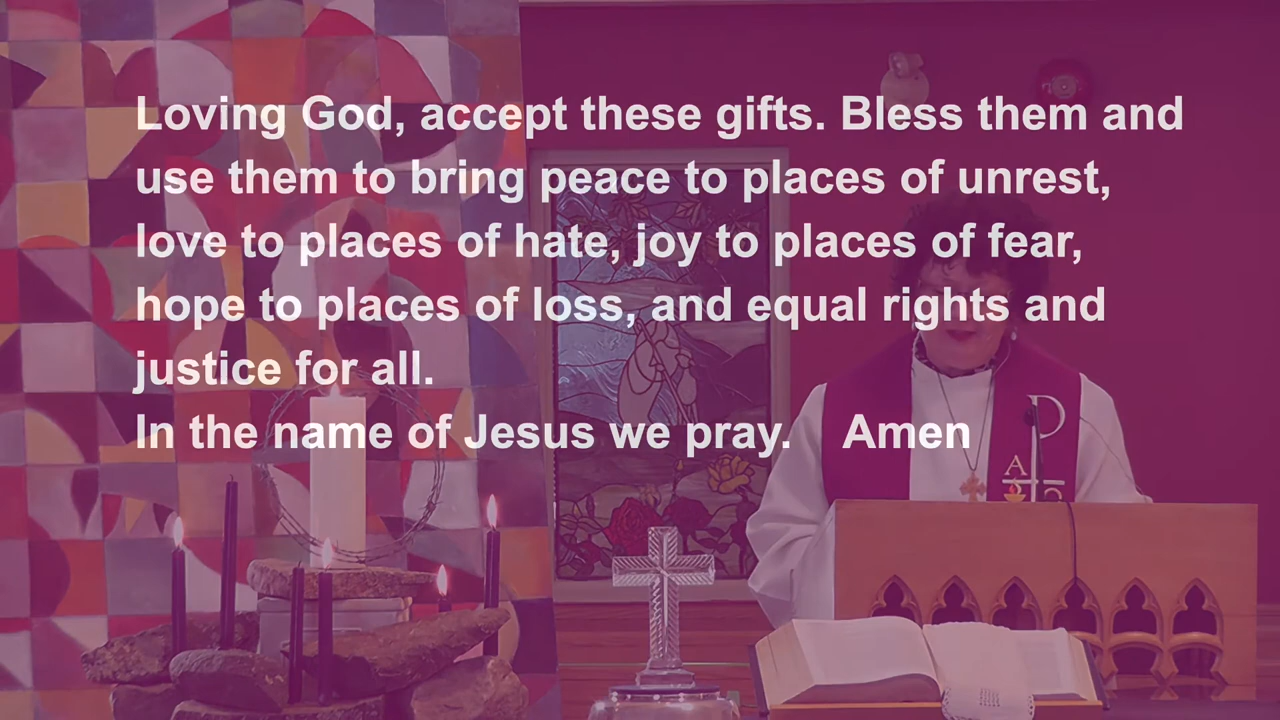 Loving God, accept these gifts. Bless them and
use them to bring peace to places of unrest,
love to places of hate, joy to places of fear,
hope to places of loss, and equal rights and
justice for all.
In the name of Jesus we pray. Amen
A